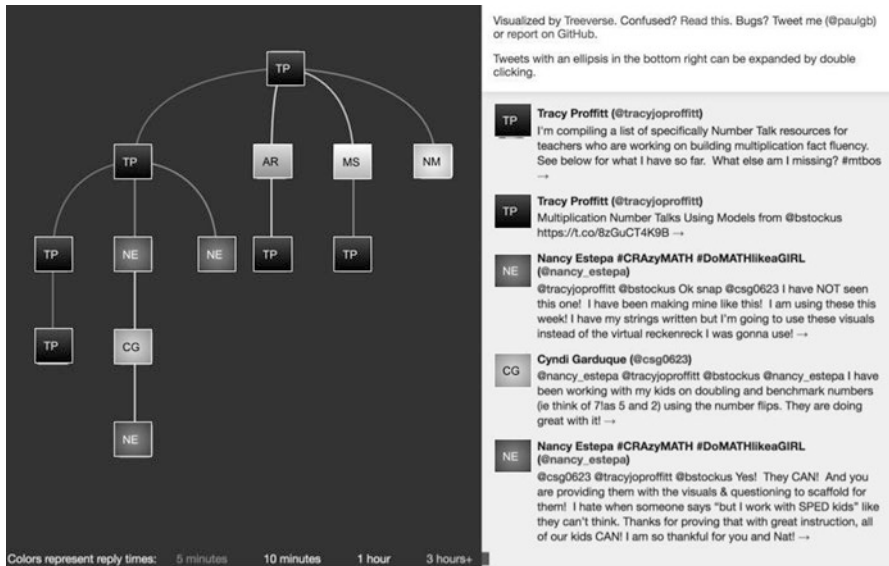 TP
TP
AR
MS
NM
TP
NE
NE
TP
TP
TP
CG
NE
Colors represent reply times: 5 minutes 10 minutes 1 hour 3 hours+
Visualized by Treeverse. Confused? Read this. Bugs? Tweet me (@paulgb)
or report on GitHub.
Tweets with an ellipsis in the bottom right can be expanded by double
clicking.
TP
Tracy Proffitt (@tracyjoproffitt)
I'm compiling a list of specifically Number Talk resources for
teachers who are working on building multiplication fact fluency.
See below for what I have so far. What else am I missing? #mtbos
→
TP
Tracy Proffitt (@tracyjoproffitt)
Multiplication Number Talks Using Models from @bstockus
https://t.co/8zGuCT4K9B →
NE
Nancy Estepa #CRAzyMATH #DoMATHlikeaGIRL
(@nancy_estepa)
@tracyjoproffitt @bstockus Ok snap @csg0623 I have NOT seen
this one! I have been making mine like this! I am using these this
week! I have my strings written but I'm going to use these visuals
instead of the virtual reckenreck I was gonna use! →
CG
Cyndi Garduque (@csg0623)
@nancy_estepa @tracyjoproffitt @bstockus @nancy_estepa I have
been working with my kids on doubling and benchmark numbers
(ie think of 7!as 5 and 2) using the number flips. They are doing
great with it! →
NE
Nancy Estepa #CRAzyMATH #DoMATHlikeaGIRL
(@nancy_estepa)
@csg0623 @tracyjoproffitt @bstockus Yes! They CAN! And you
are providing them with the visuals & questioning to scaffold for
them! I hate when someone says “but I work with SPED kids” like
they can't think. Thanks for proving that with great instruction, all
of our kids CAN! I am so thankful for you and Nat! →